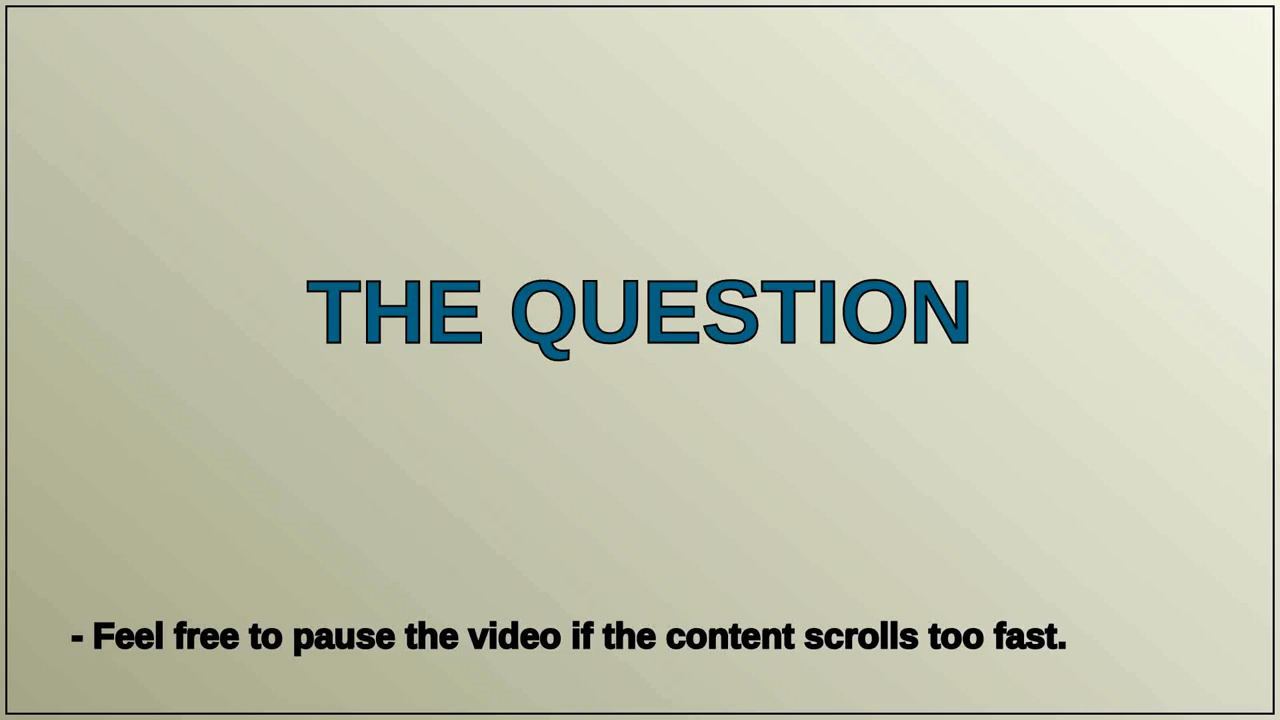 THE QUESTION
- Feel free to pause the video if the content scrolls too fast.